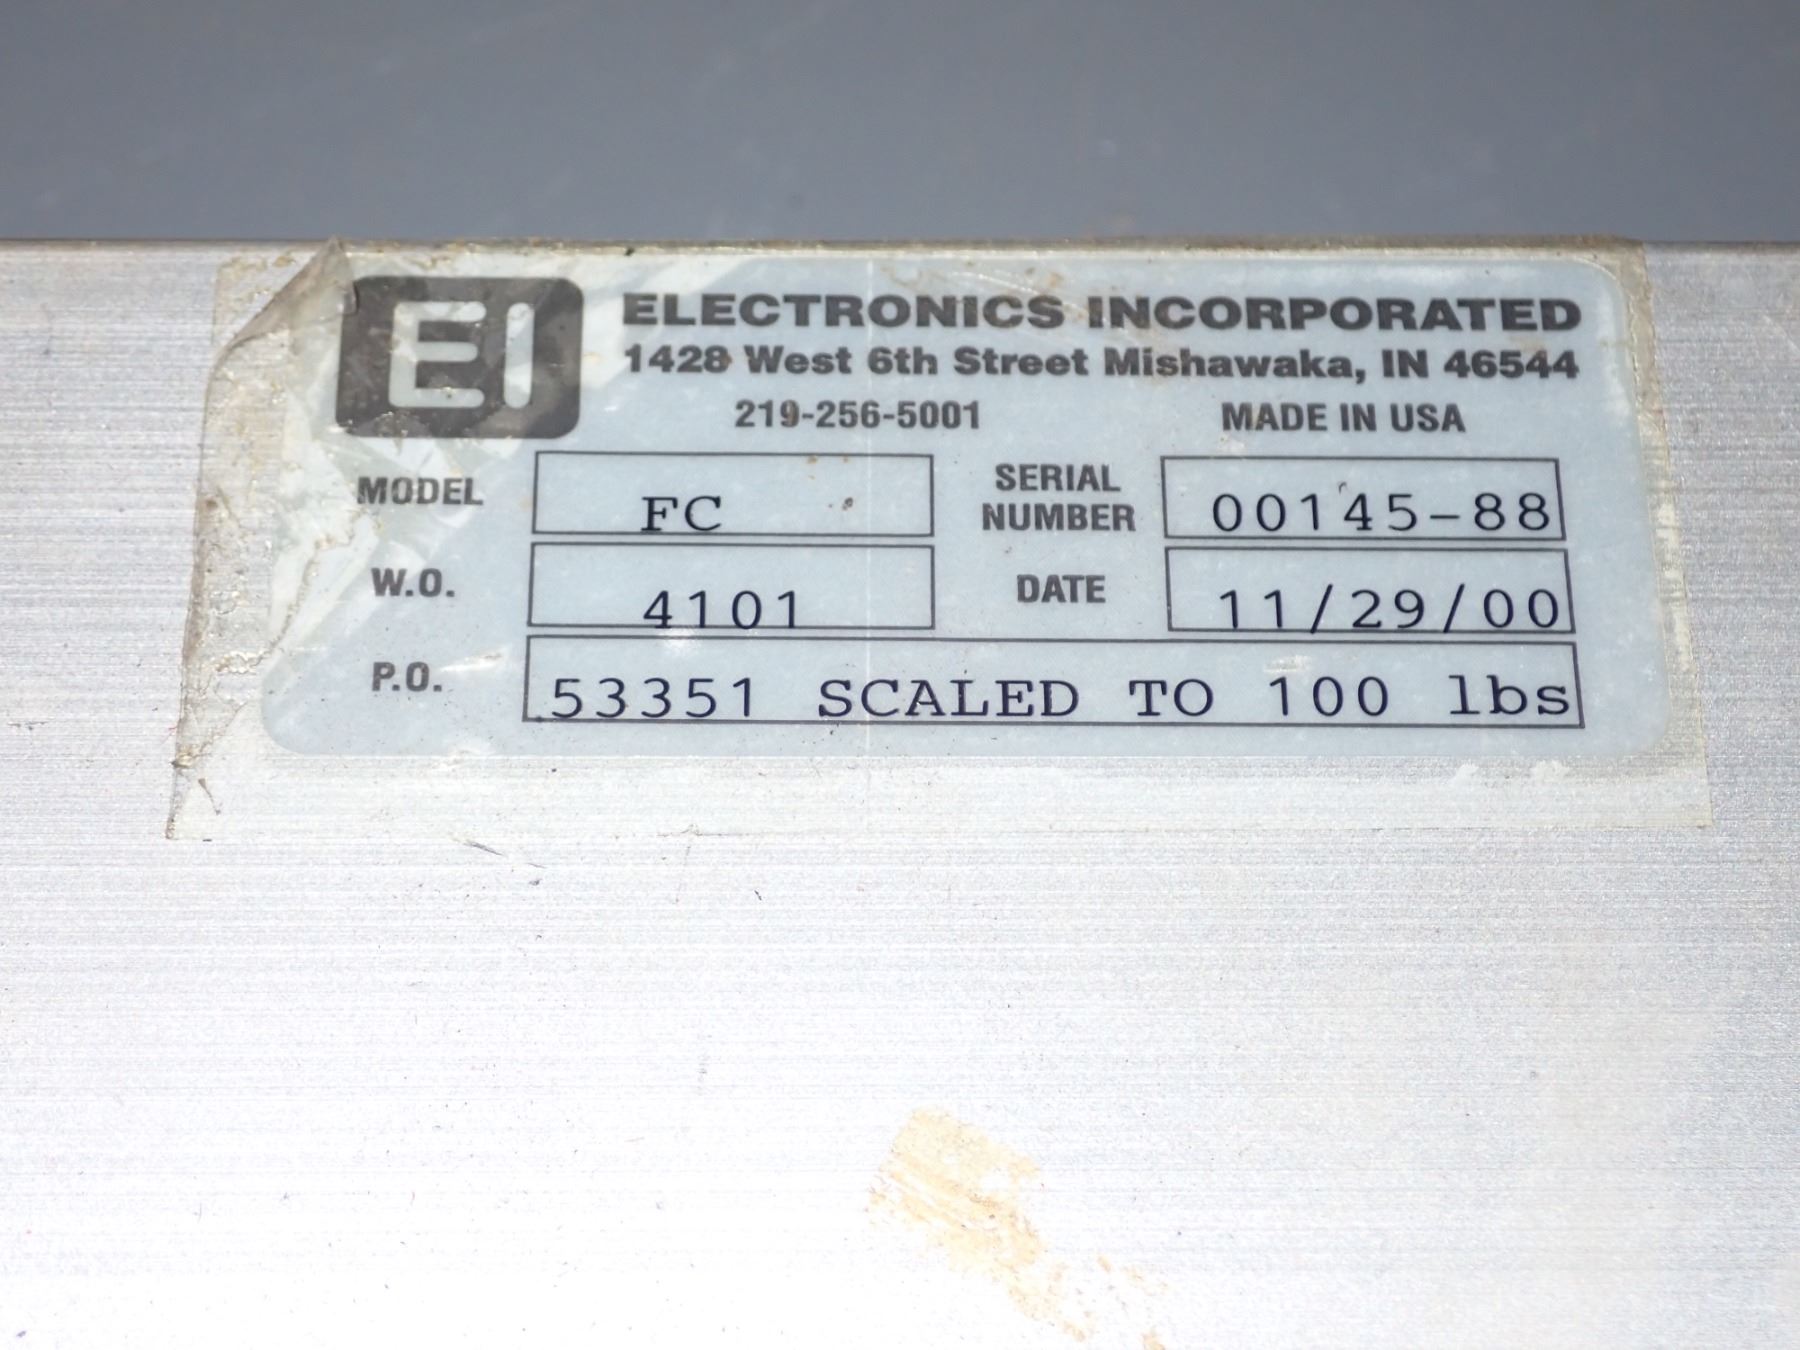 EI
ELECTRONICS INCORPORATED
1428 West 6th Street Mishawaka, IN 46544
219-256-5001 MADE IN USA
MODEL FC SERIAL NUMBER 00145-88
W.O. 4101 DATE 11/29/00
P.O. 53351 SCALED TO 100 lbs